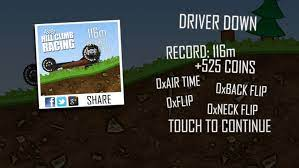 DRIVER DOWN
HILL CLIMB
RACING
116m
RECORD: 116m
+525 COINS
0xAIR TIME
0xBACK FLIP
0xFLIP
0xNECK FLIP
SHARE
TOUCH TO CONTINUE